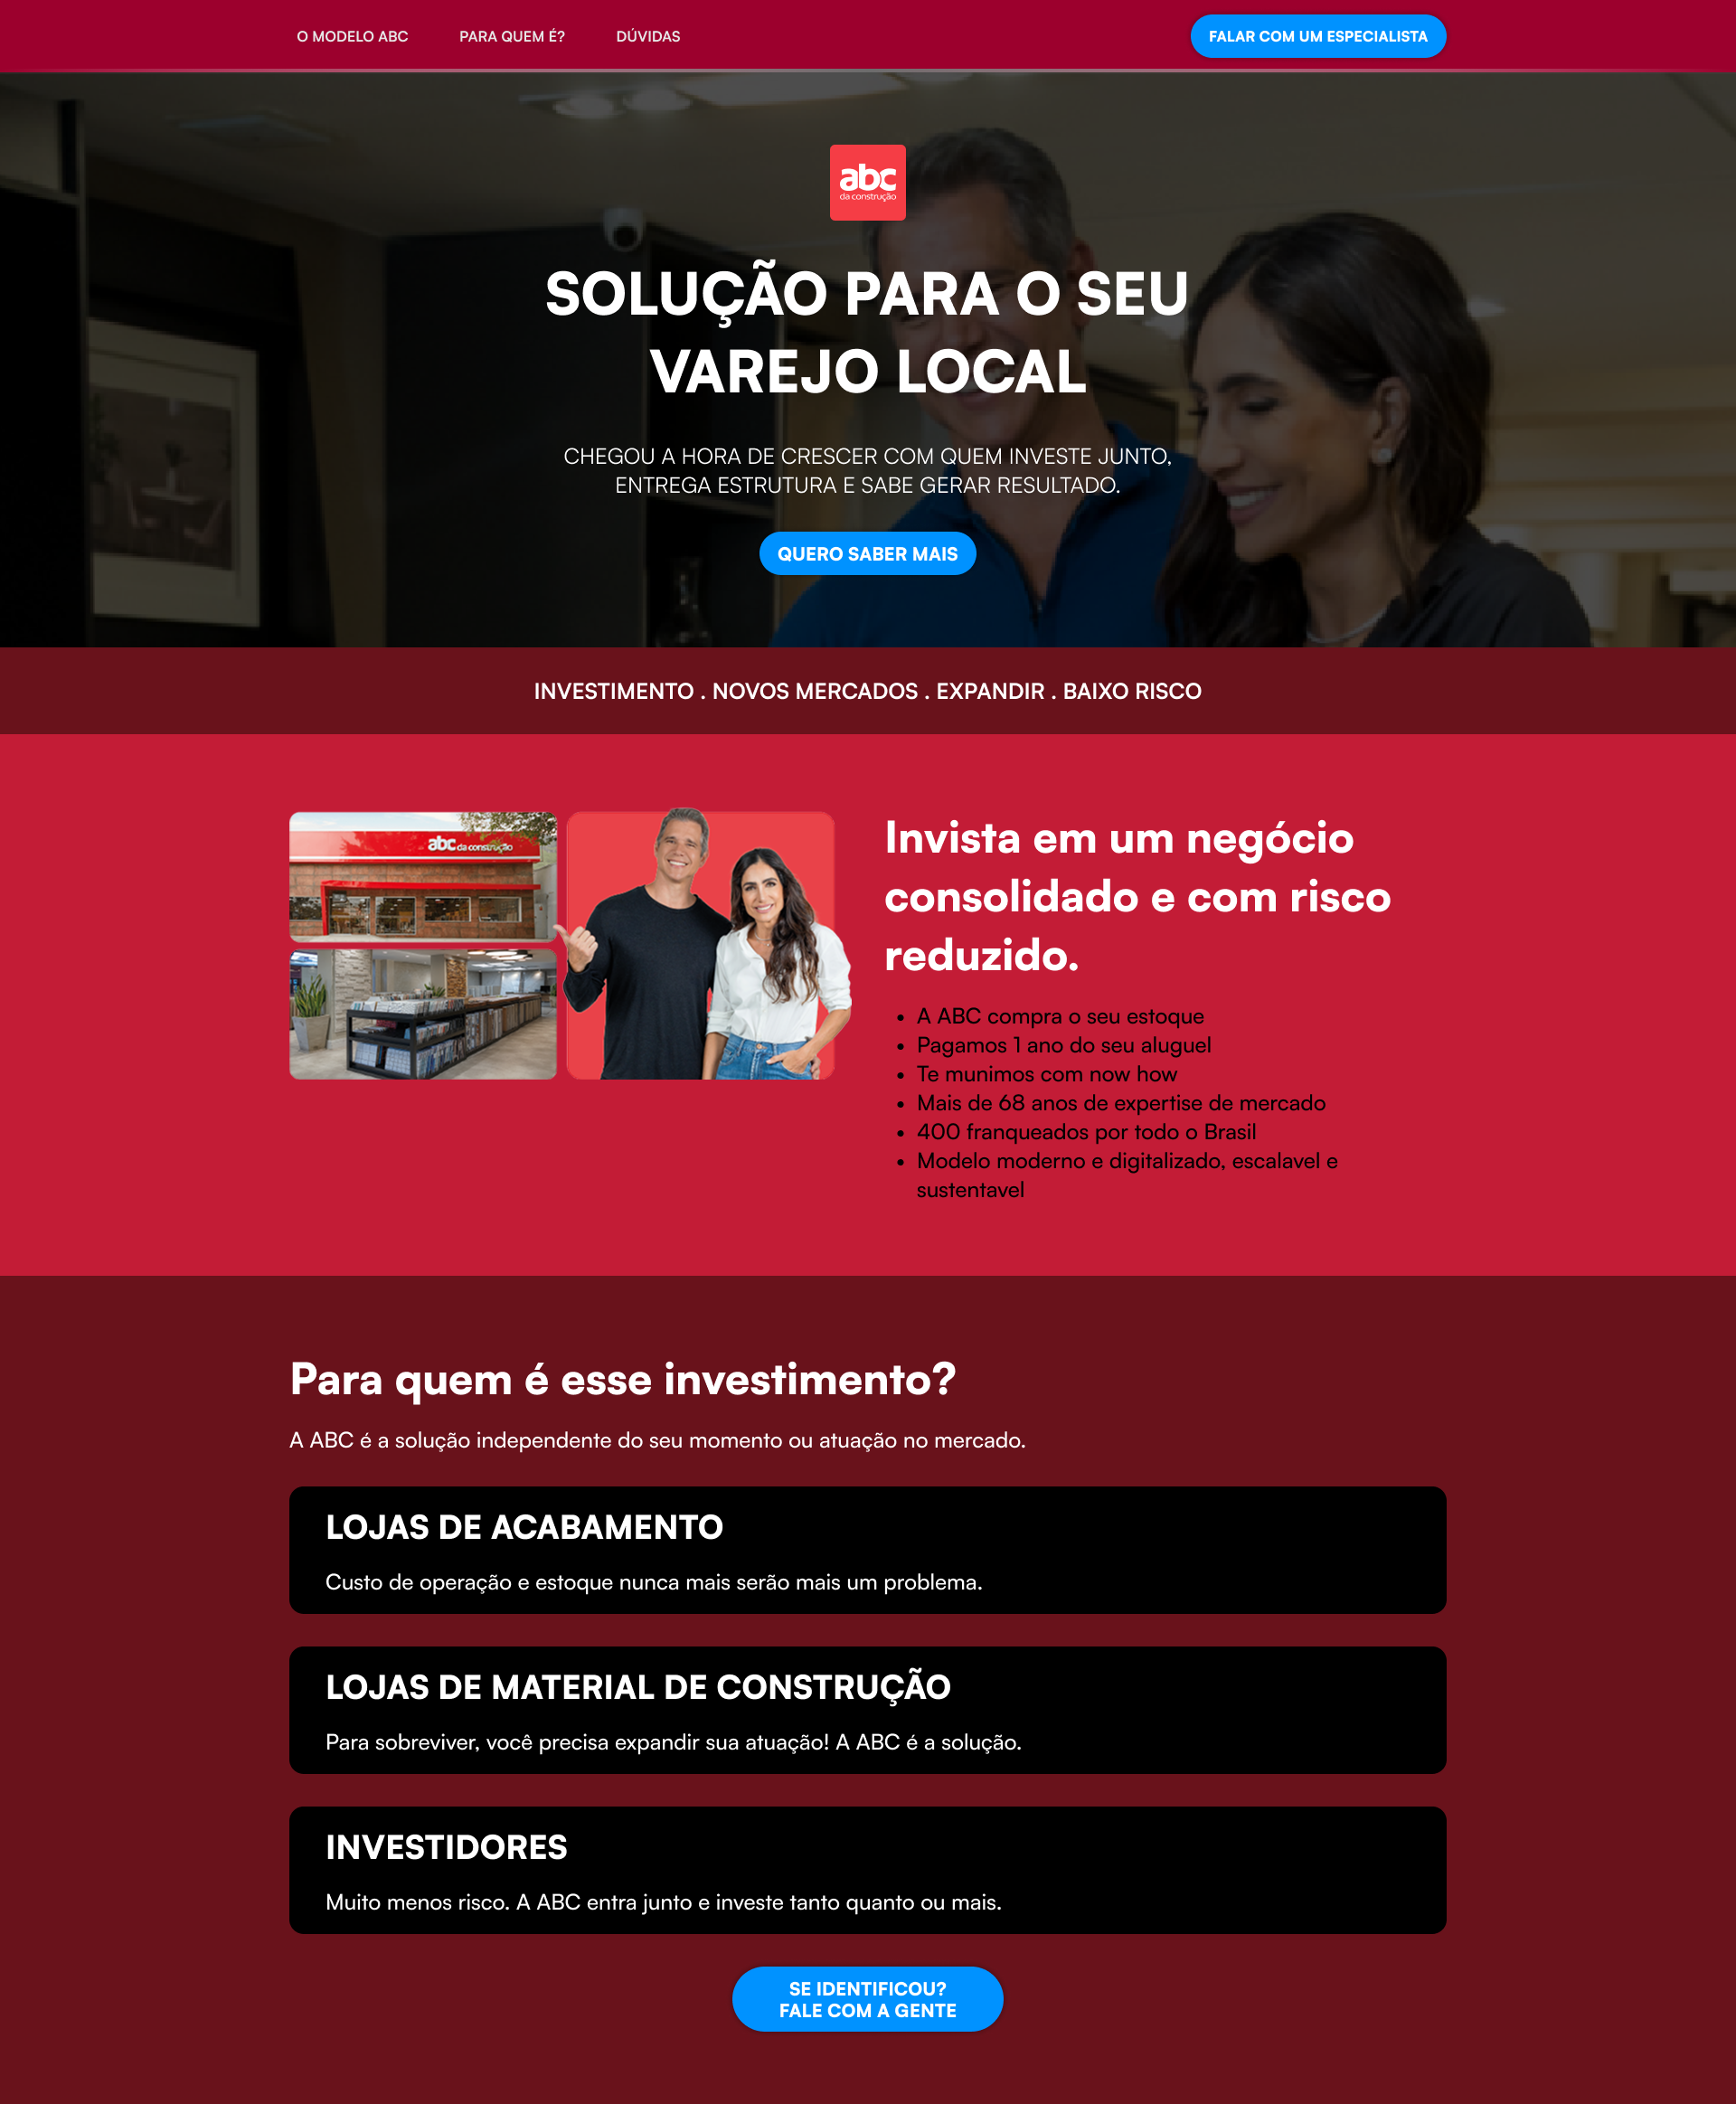 O MODELO ABC
PARA QUEM É?
DÚVIDAS
FALAR COM UM ESPECIALISTA
abc
da construção
SOLUÇÃO PARA O SEU
VAREJO LOCAL
CHEGOU A HORA DE CRESCER COM QUEM INVESTE JUNTO,
ENTREGA ESTRUTURA E SABE GERAR RESULTADO.
QUERO SABER MAIS
INVESTIMENTO . NOVOS MERCADOS . EXPANDIR . BAIXO RISCO
abc da construção
Invista em um negócio
consolidado e com risco
reduzido.
• A ABC compra o seu estoque
• Pagamos 1 ano do seu aluguel
• Te munimos com now how
• Mais de 68 anos de expertise de mercado
• 400 franqueados por todo o Brasil
• Modelo moderno e digitalizado, escalavel e
sustentavel
Para quem é esse investimento?
A ABC é a solução independente do seu momento ou atuação no mercado.
LOJAS DE ACABAMENTO
Custo de operação e estoque nunca mais serão mais um problema.
LOJAS DE MATERIAL DE CONSTRUÇÃO
Para sobreviver, você precisa expandir sua atuação! A ABC é a solução.
INVESTIDORES
Muito menos risco. A ABC entra junto e investe tanto quanto ou mais.
SE IDENTIFICOU?
FALE COM A GENTE